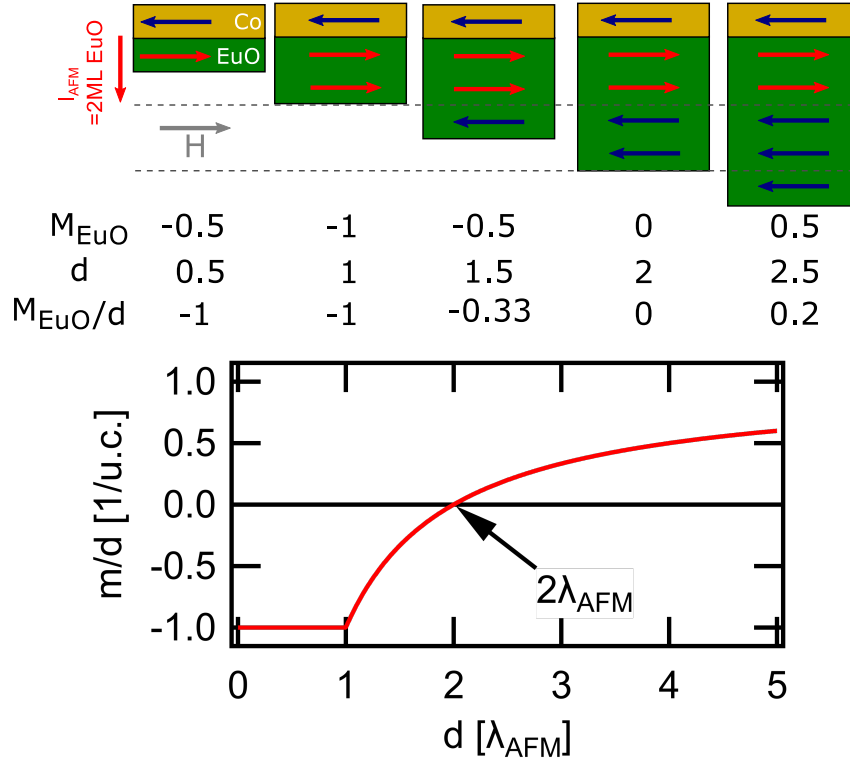 Co
EuO
l_AFM
=2ML EuO
H
M_EuO -0.5 -1 -0.5 0 0.5
d 0.5 1 1.5 2 2.5
M_EuO/d -1 -1 -0.33 0 0.2
m/d [1/u.c.]
1.0
0.5
0.0
-0.5
-1.0
2λ_AFM
0 1 2 3 4 5
d [λ_AFM]